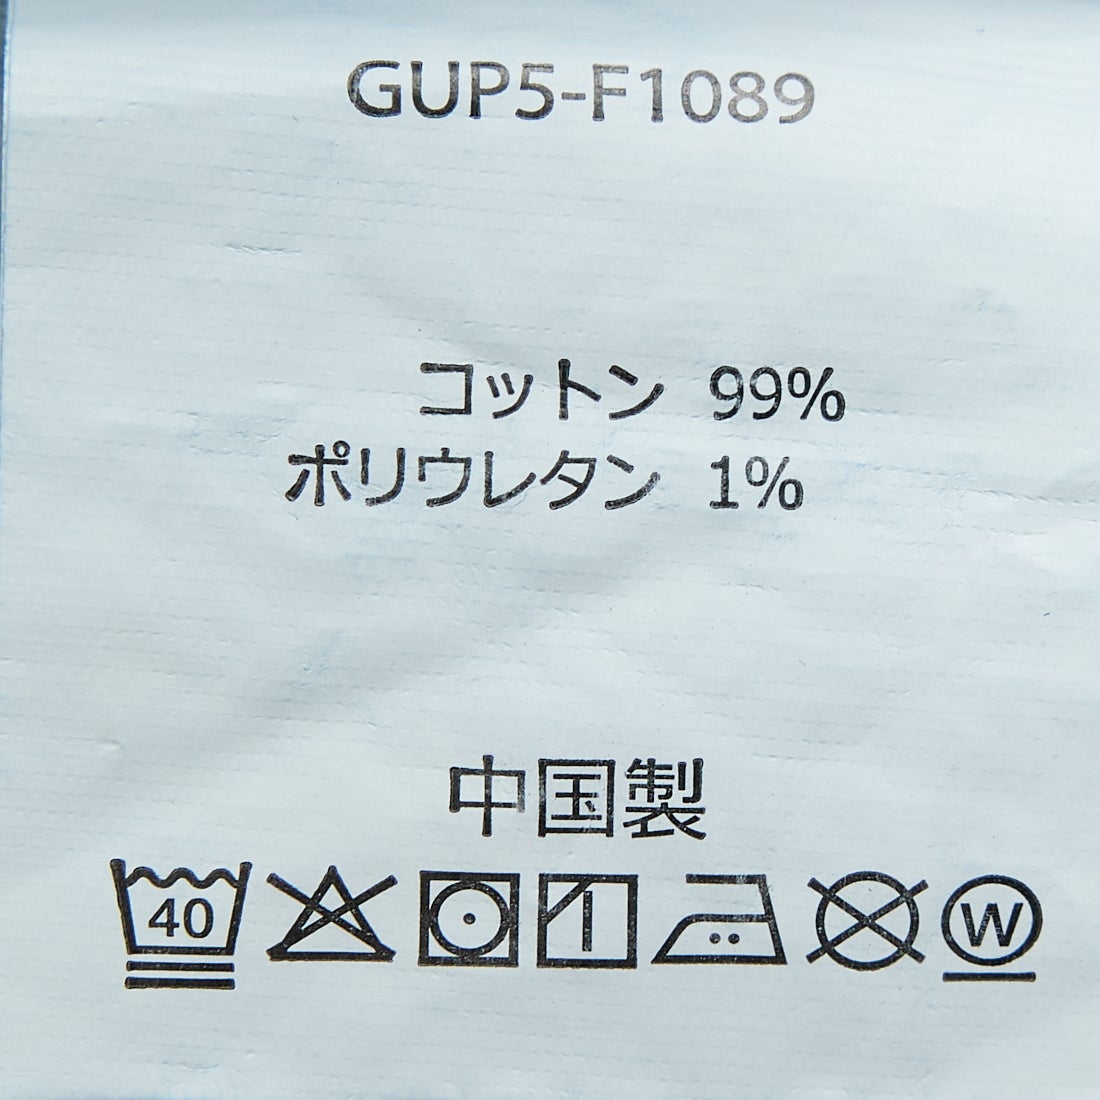 GUP5-F1089
コットン 99%
ポリウレタン 1%
中国製
40 W